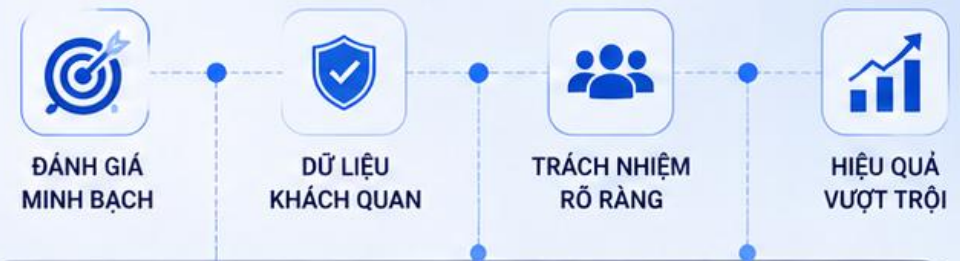 ĐÁNH GIÁ
MINH BẠCH
DỮ LIỆU
KHÁCH QUAN
TRÁCH NHIỆM
RÕ RÀNG
HIỆU QUẢ
VƯỢT TRỘI